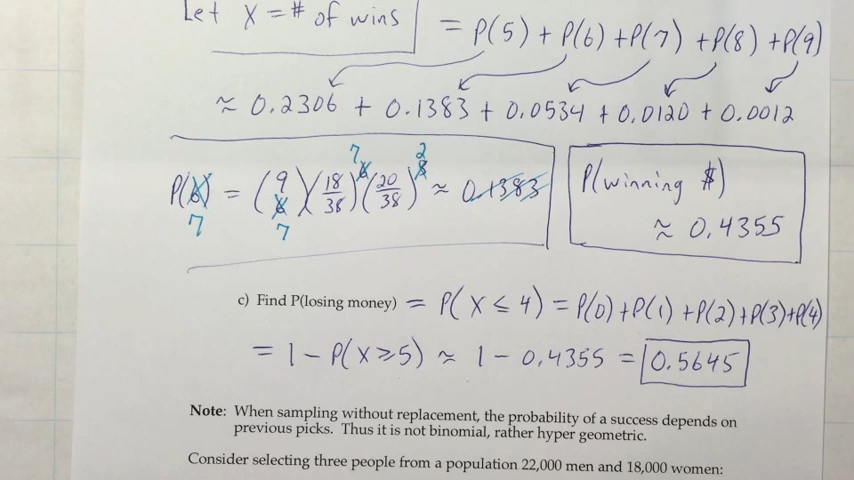 Let X = # of wins
= P(5) + P(6) + P(7) + P(8) + P(9)
≈ 0.2306 + 0.1383 + 0.0534 + 0.0120 + 0.0012
P(6) = (9 6)(18/38)^6 (20/38)^3 ≈ 0.1383
7 7 7 2
P(winning $)
≈ 0.4355
c) Find P(losing money) = P(X ≤ 4) = P(0) + P(1) + P(2) + P(3) + P(4)
= 1 - P(X ≥ 5) ≈ 1 - 0.4355 = 0.5645
Note: When sampling without replacement, the probability of a success depends on
previous picks. Thus it is not binomial, rather hyper geometric.
Consider selecting three people from a population 22,000 men and 18,000 women: